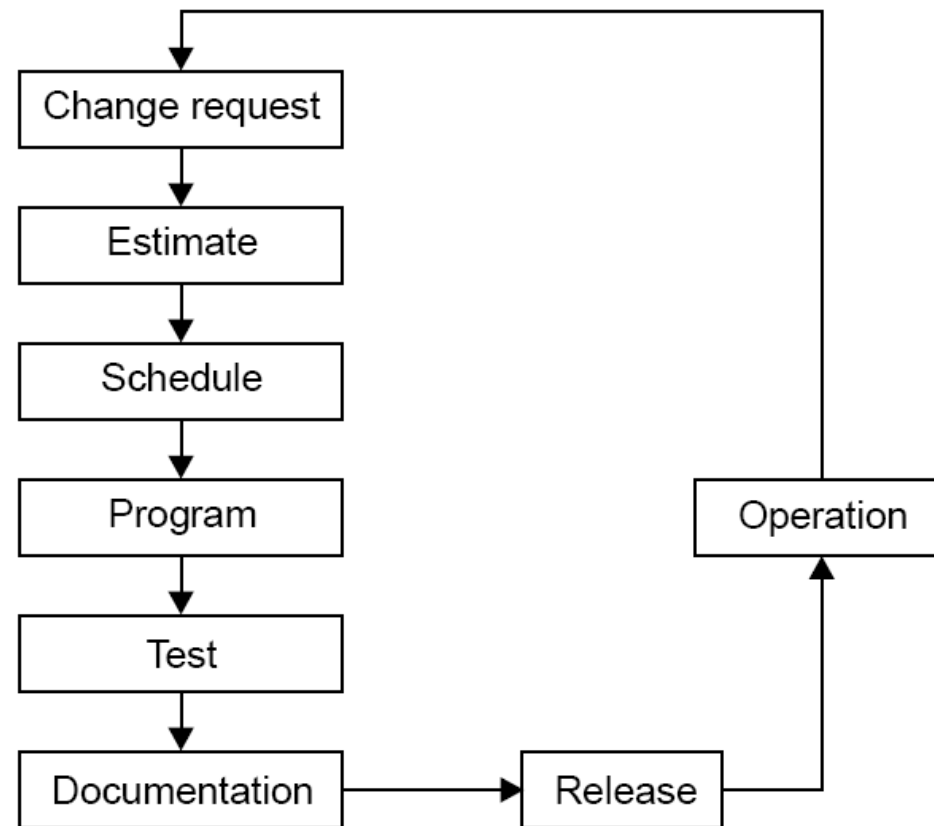 Change request
Estimate
Schedule
Program
Operation
Test
Documentation
Release